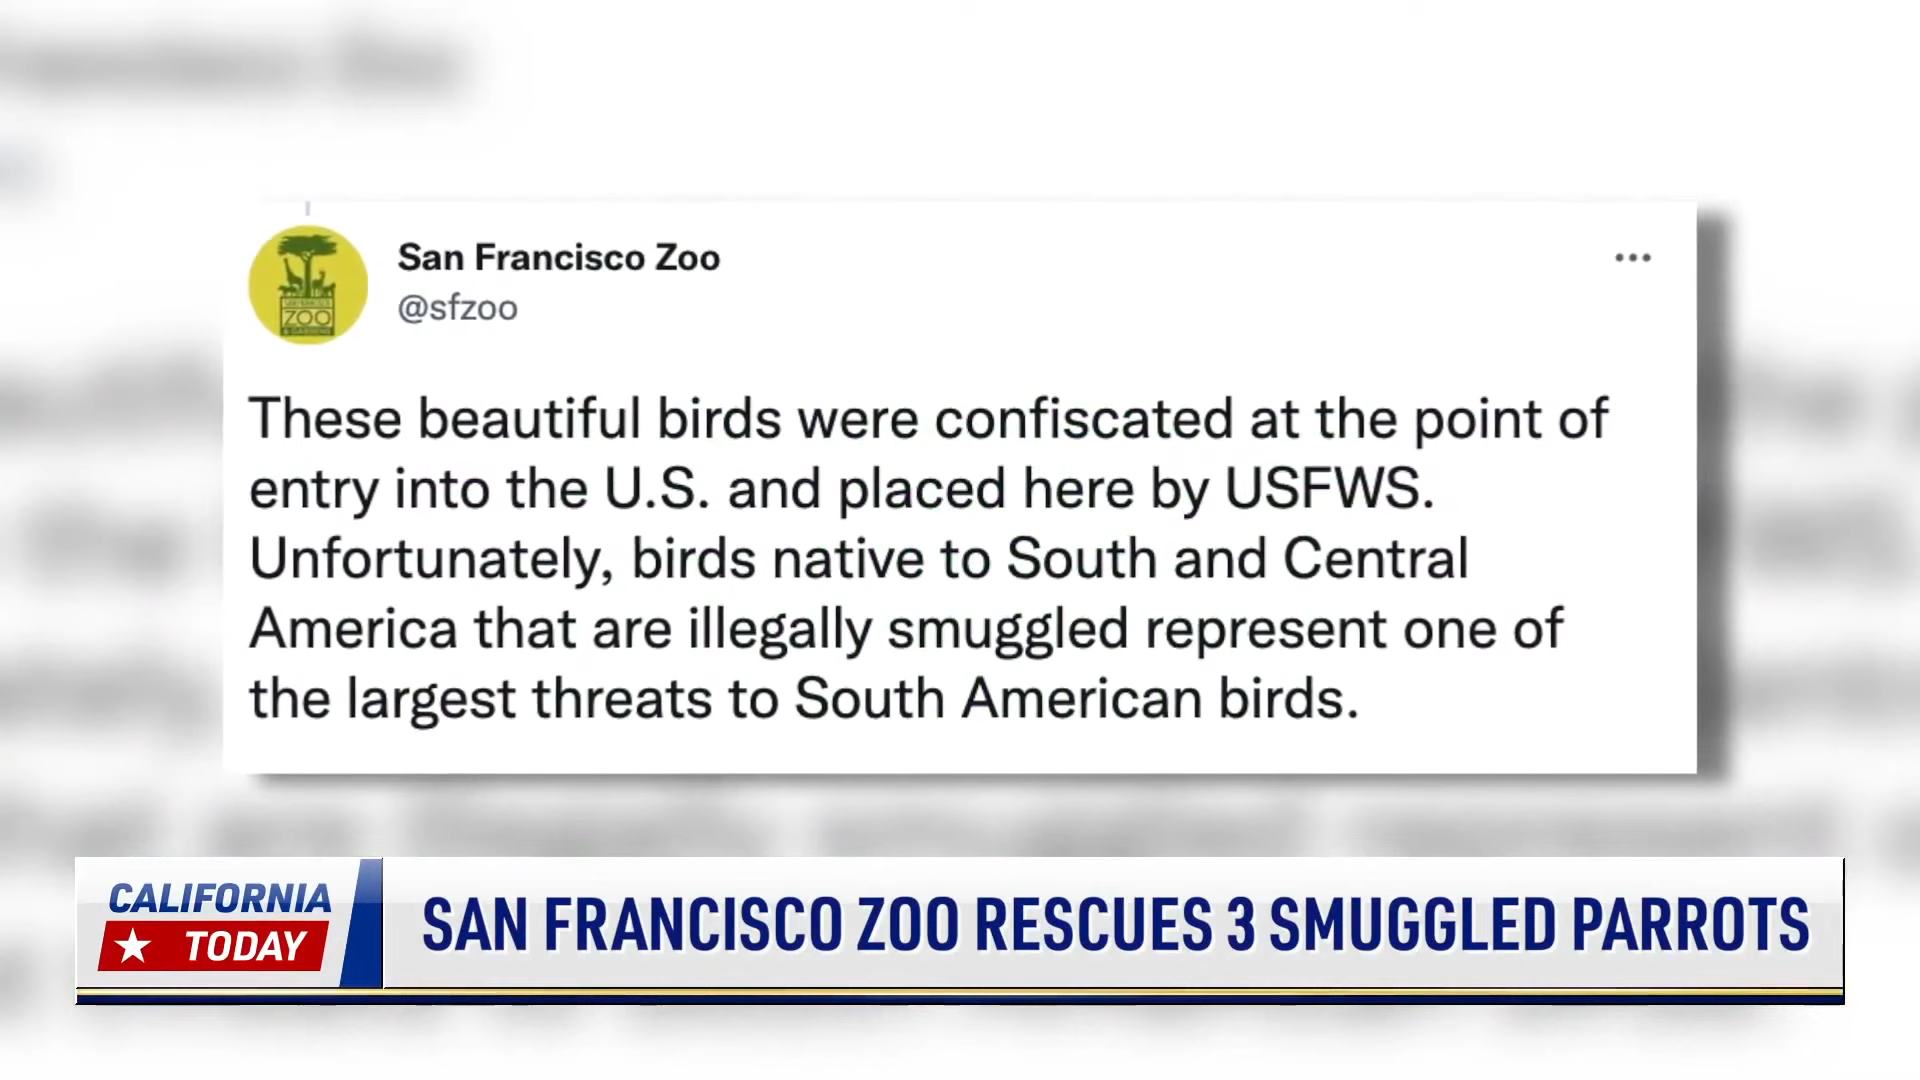 San Francisco Zoo
@sfzoo
ZOO
These beautiful birds were confiscated at the point of
entry into the U.S. and placed here by USFWS.
Unfortunately, birds native to South and Central
America that are illegally smuggled represent one of
the largest threats to South American birds.
CALIFORNIA
TODAY
SAN FRANCISCO ZOO RESCUES 3 SMUGGLED PARROTS